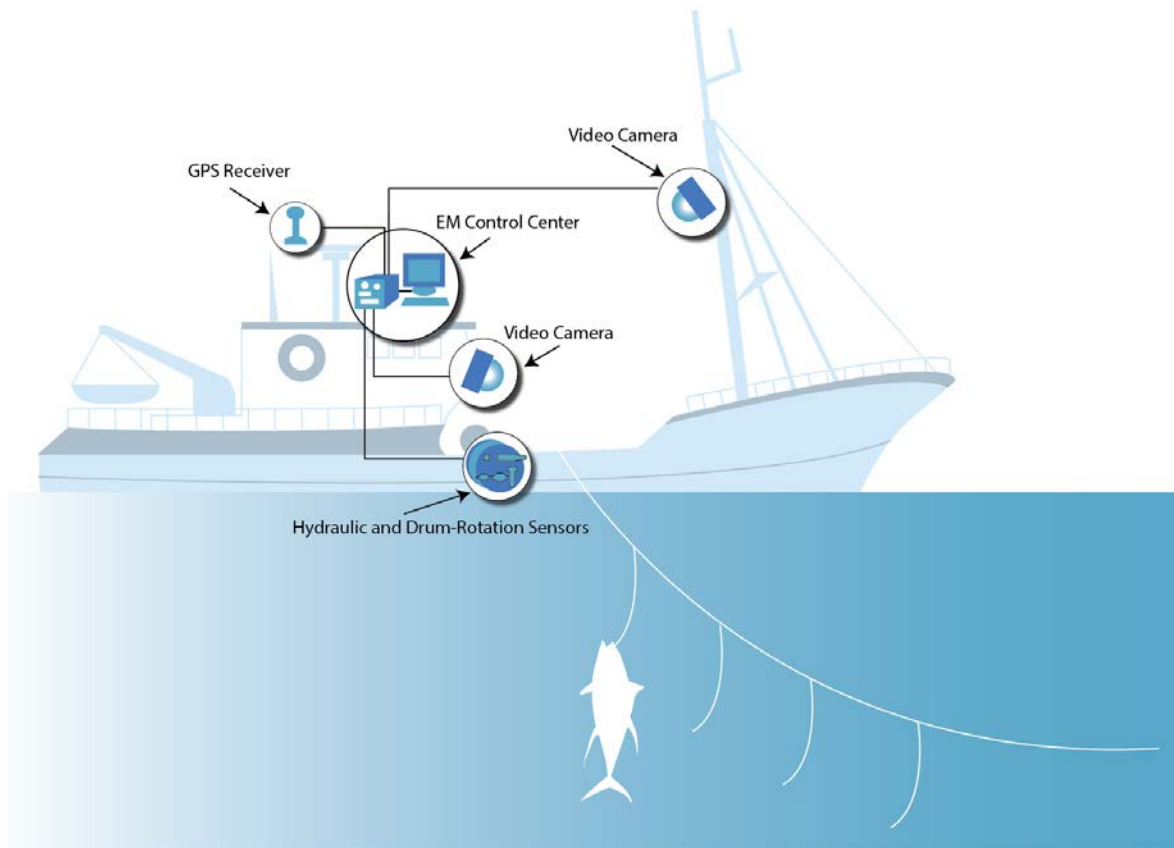 Video Camera
GPS Receiver
EM Control Center
Video Camera
Hydraulic and Drum-Rotation Sensors